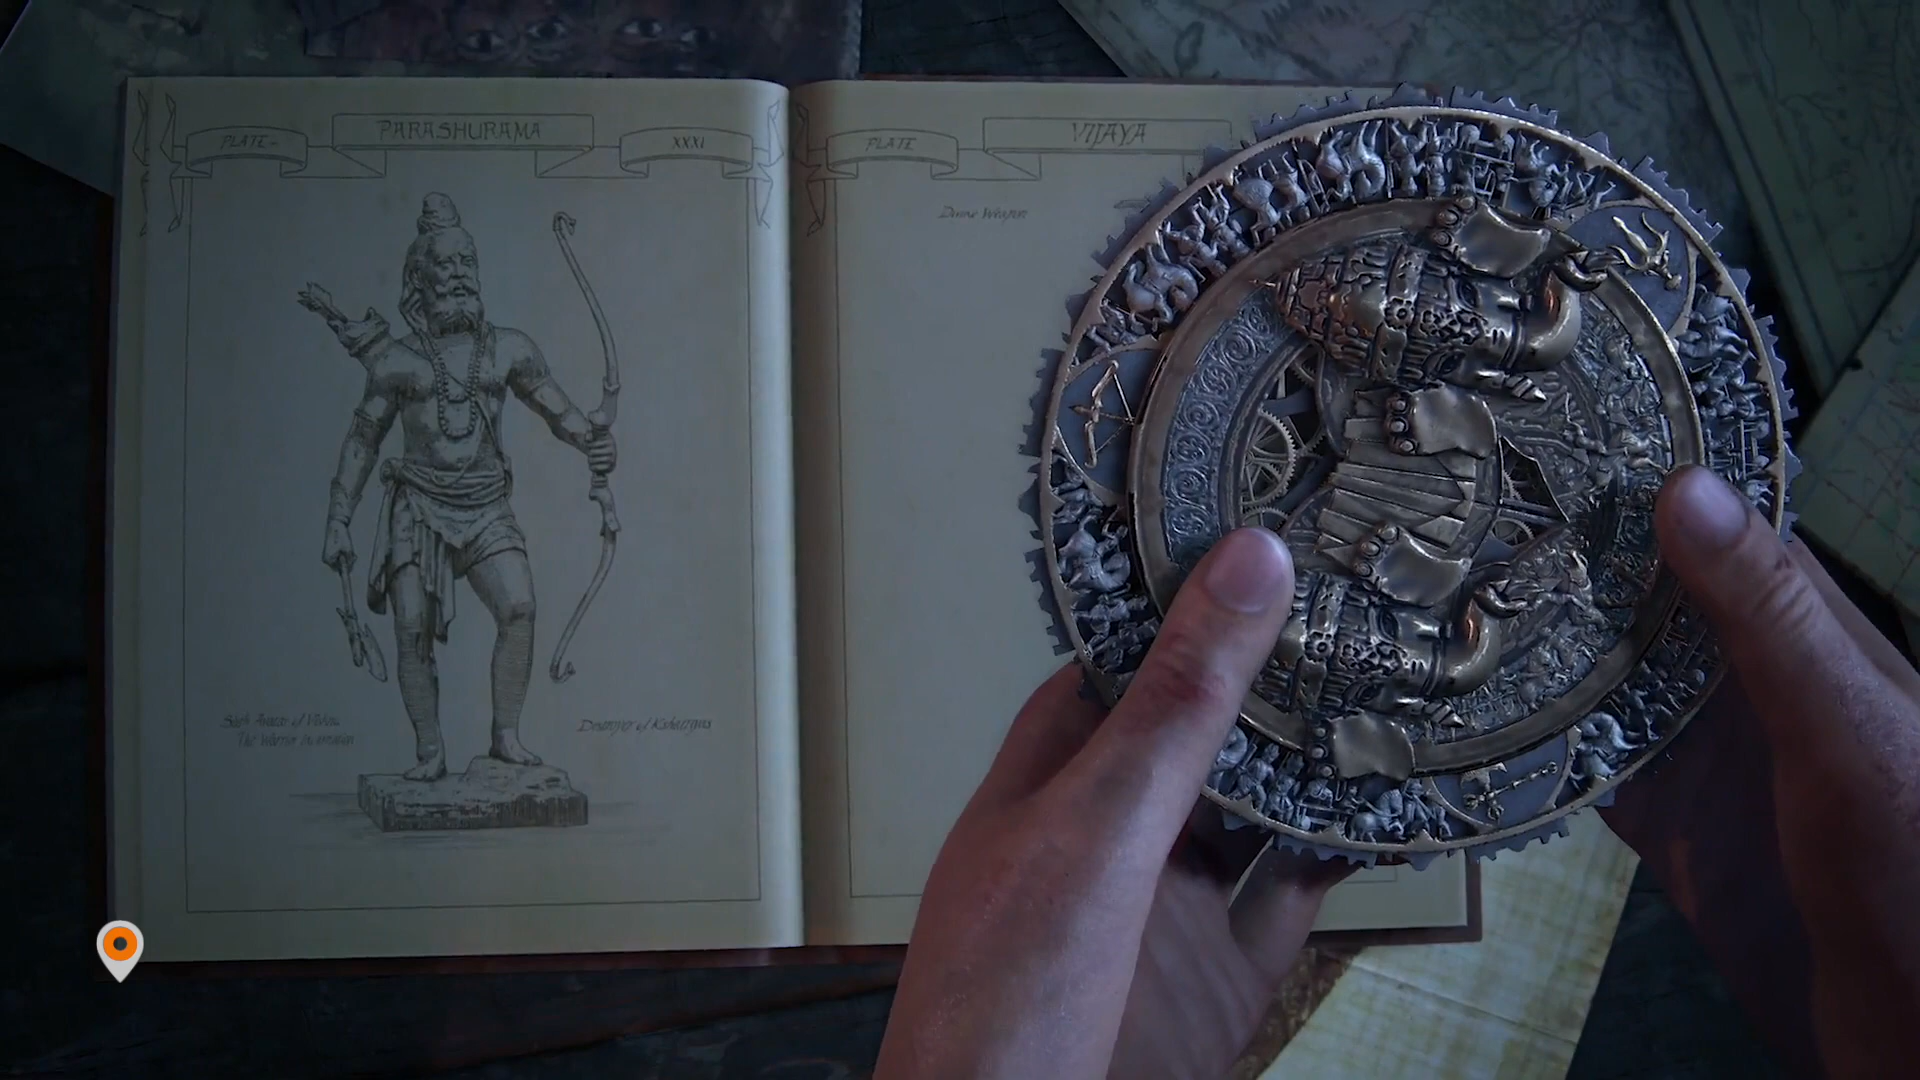 PLATE-
PARASHURAMA
XXXI
Sixth Avatar of Vishnu
The Warrior Incarnation
Destroyer of Kshatriyas
PLATE
VIJAYA
Divine Weapon